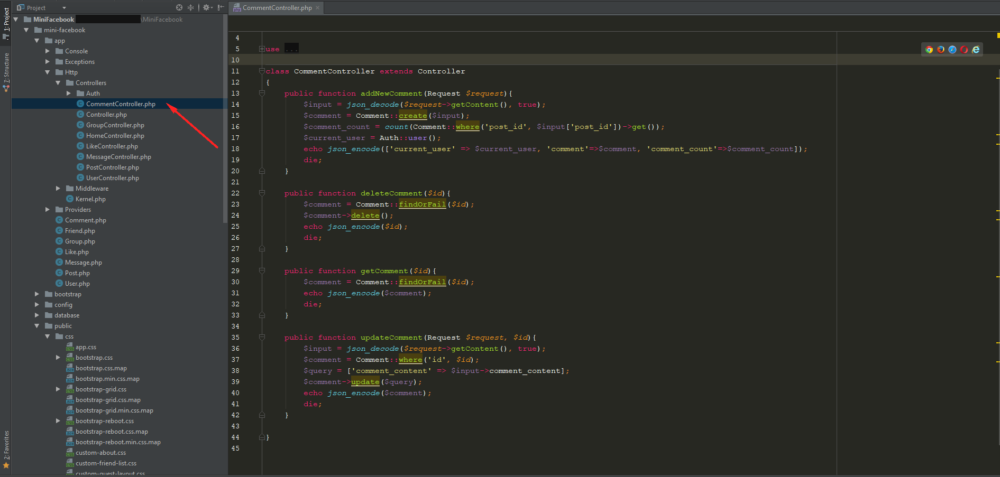 Project
CommentController.php
1: Project
7: Structure
2: Favorites
MiniFacebook \MiniFacebook
mini-facebook
app
Console
Exceptions
Http
Controllers
Auth
CommentController.php
Controller.php
GroupController.php
HomeController.php
LikeController.php
MessageController.php
PostController.php
UserController.php
Middleware
Kernel.php
Providers
Comment.php
Friend.php
Group.php
Like.php
Message.php
Post.php
User.php
bootstrap
config
database
public
css
app.css
bootstrap.css
bootstrap.css.map
bootstrap.min.css.map
bootstrap-grid.css
bootstrap-grid.css.map
bootstrap-grid.min.css.map
bootstrap-reboot.css
bootstrap-reboot.css.map
bootstrap-reboot.min.css.map
custom-about.css
custom-friend-list.css
custom-guest-layout.css
4
5 use ...
10
11 class CommentController extends Controller
12 {
13 public function addNewComment(Request $request){
14 $input = json_decode($request->getContent(), true);
15 $comment = Comment::create($input);
16 $comment_count = count(Comment::where('post_id', $input['post_id'])->get());
17 $current_user = Auth::user();
18 echo json_encode(['current_user' => $current_user, 'comment'=>$comment, 'comment_count'=>$comment_count]);
19 die;
20 }
21
22 public function deleteComment($id){
23 $comment = Comment::findOrFail($id);
24 $comment->delete();
25 echo json_encode($id);
26 die;
27 }
28
29 public function getComment($id){
30 $comment = Comment::findOrFail($id);
31 echo json_encode($comment);
32 die;
33 }
34
35 public function updateComment(Request $request, $id){
36 $input = json_decode($request->getContent(), true);
37 $comment = Comment::where('id', $id);
38 $query = ['comment_content' => $input->comment_content];
39 $comment->update($query);
40 echo json_encode($comment);
41 die;
42 }
43
44 }
45